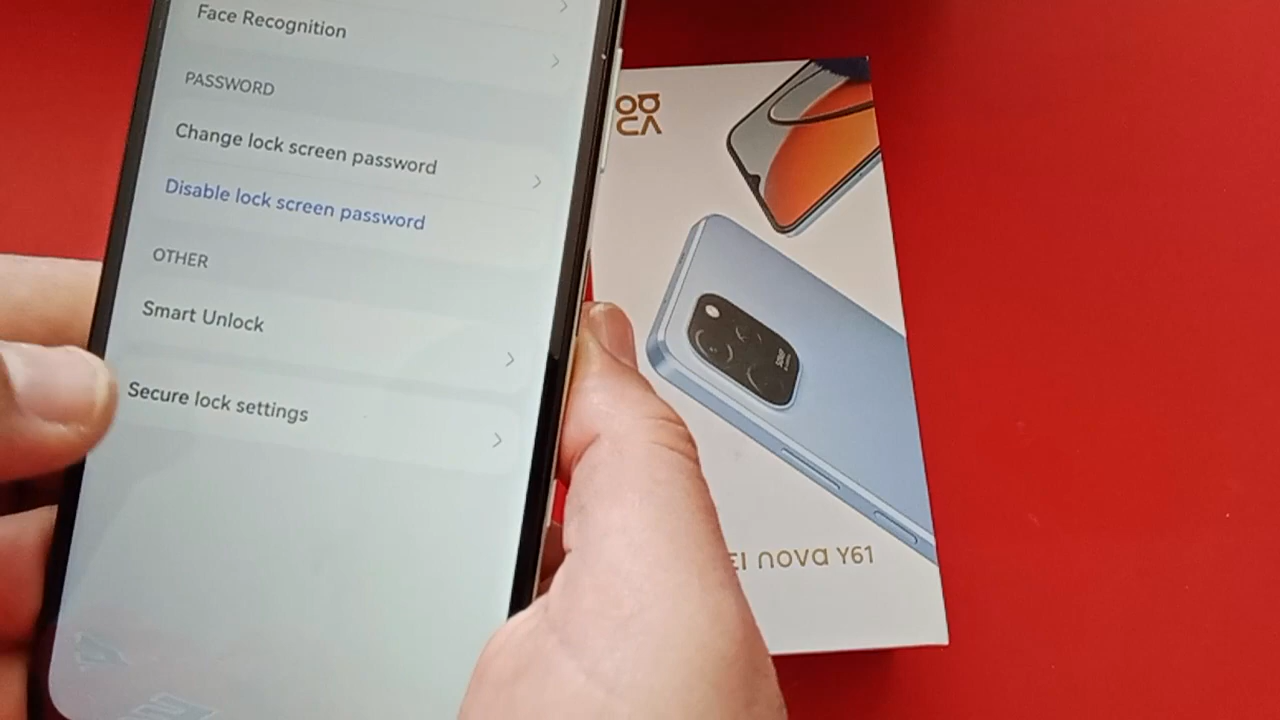 Face Recognition
PASSWORD
Change lock screen password
Disable lock screen password
OTHER
Smart Unlock
Secure lock settings
nova Y61